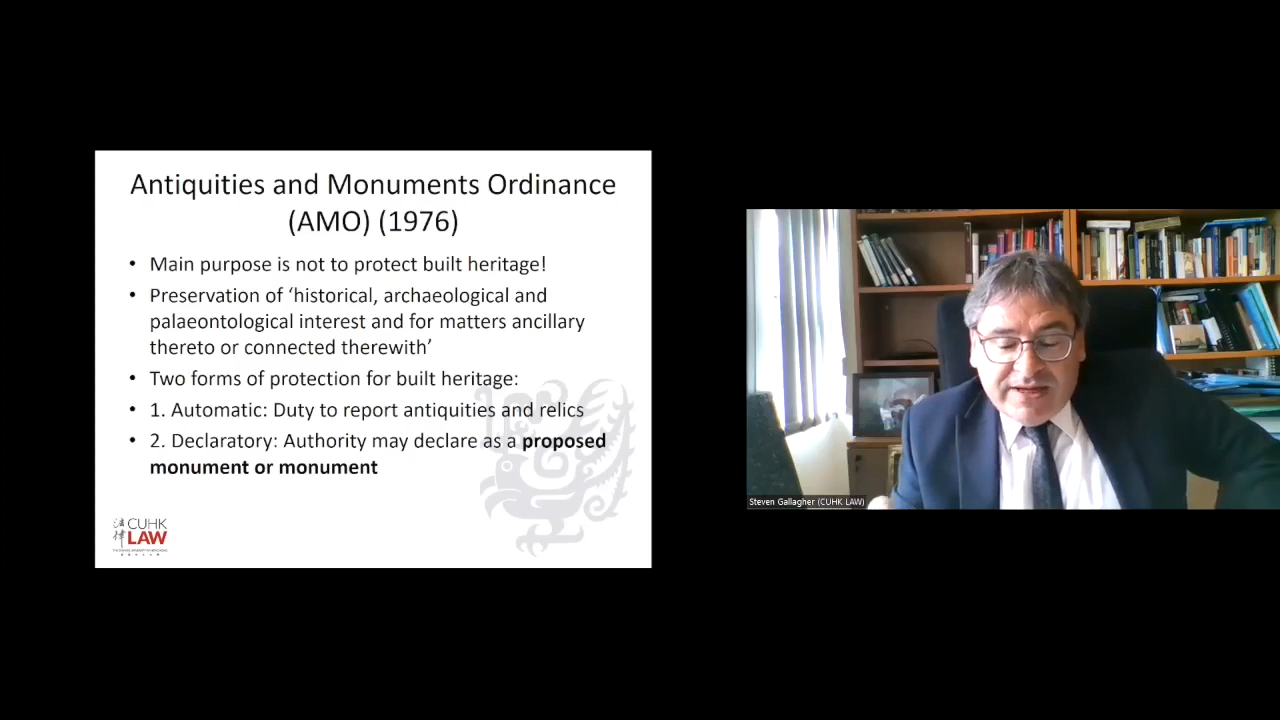 Antiquities and Monuments Ordinance
(AMO) (1976)
• Main purpose is not to protect built heritage!
• Preservation of ‘historical, archaeological and
palaeontological interest and for matters ancillary
thereto or connected therewith’
• Two forms of protection for built heritage:
• 1. Automatic: Duty to report antiquities and relics
• 2. Declaratory: Authority may declare as a proposed
monument or monument
法律 CUHK
LAW
Steven Gallagher (CUHK LAW)